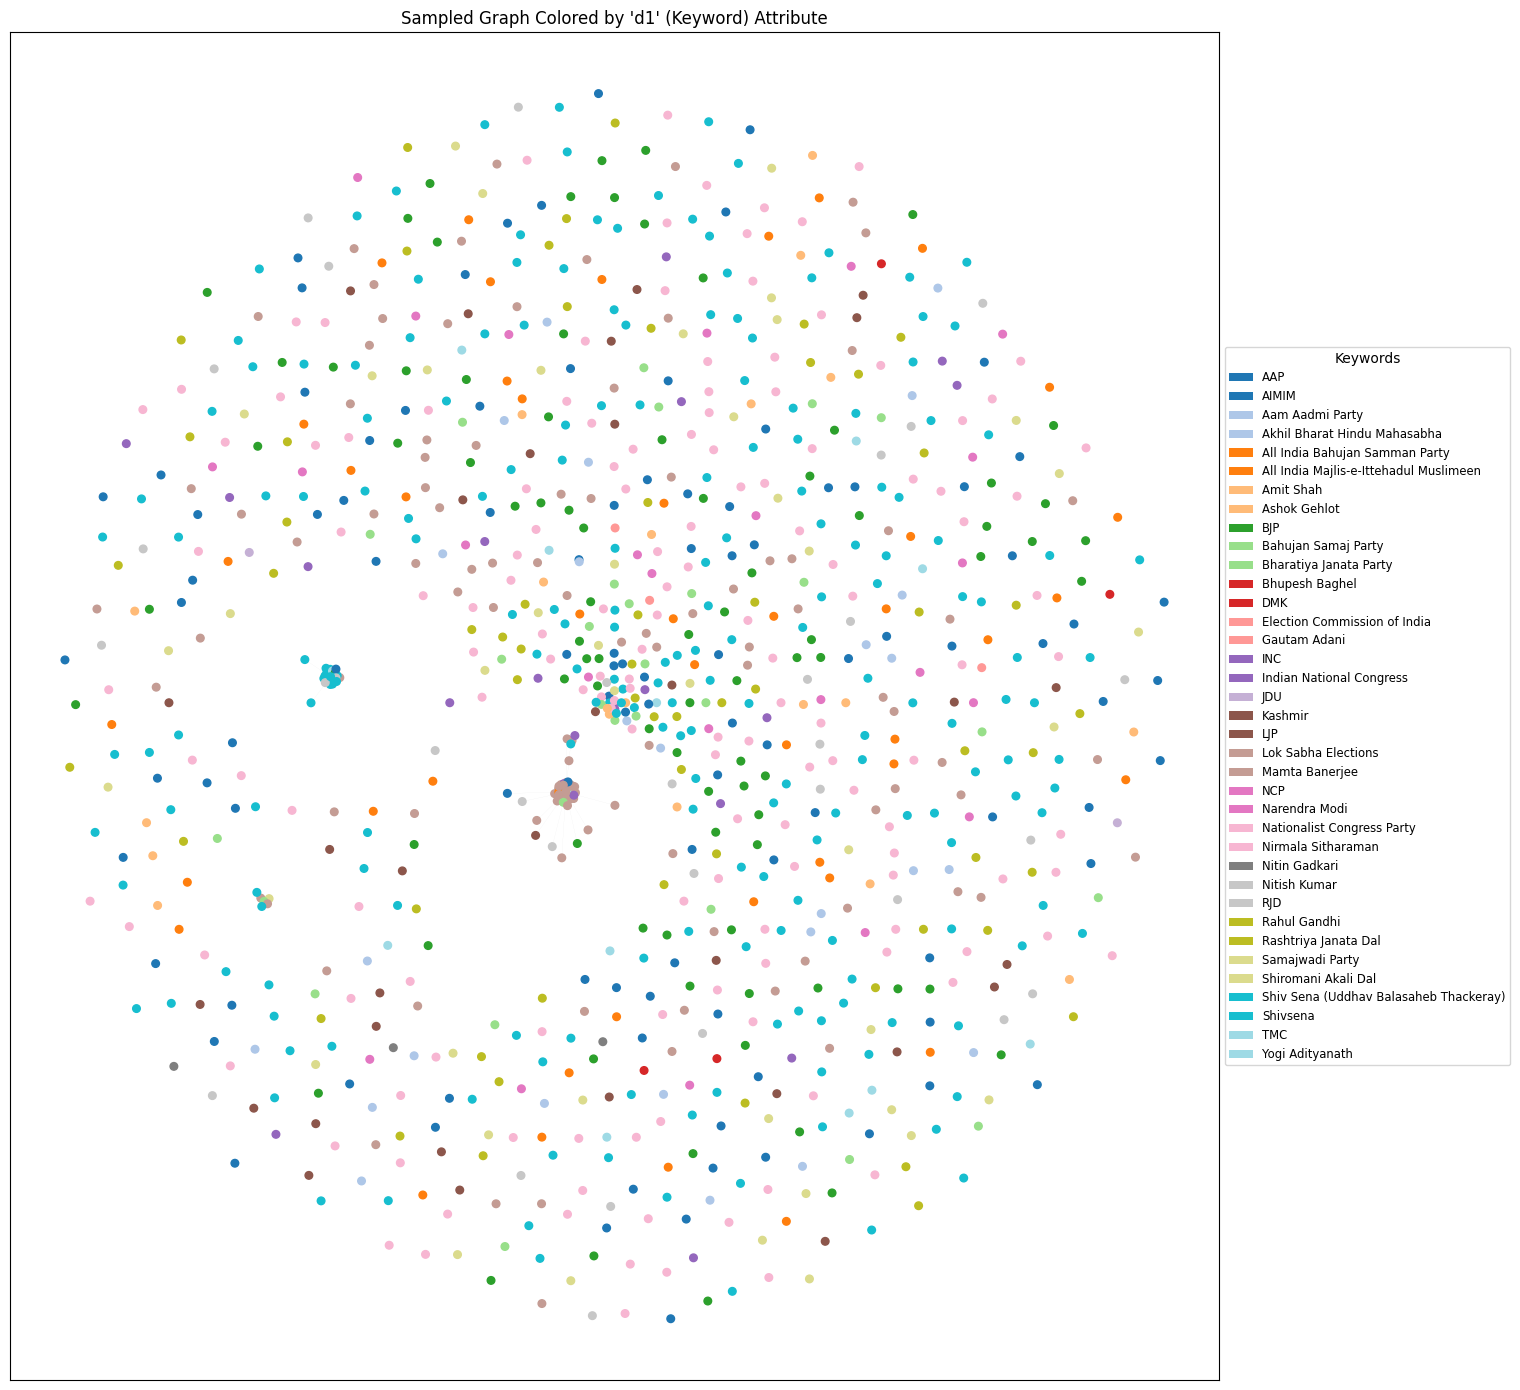 Sampled Graph Colored by 'd1' (Keyword) Attribute
Keywords
AAP
AIMIM
Aam Aadmi Party
Akhil Bharat Hindu Mahasabha
All India Bahujan Samman Party
All India Majlis-e-Ittehadul Muslimeen
Amit Shah
Ashok Gehlot
BJP
Bahujan Samaj Party
Bharatiya Janata Party
Bhupesh Baghel
DMK
Election Commission of India
Gautam Adani
INC
Indian National Congress
JDU
Kashmir
LJP
Lok Sabha Elections
Mamta Banerjee
NCP
Narendra Modi
Nationalist Congress Party
Nirmala Sitharaman
Nitin Gadkari
Nitish Kumar
RJD
Rahul Gandhi
Rashtriya Janata Dal
Samajwadi Party
Shiromani Akali Dal
Shiv Sena (Uddhav Balasaheb Thackeray)
Shivsena
TMC
Yogi Adityanath